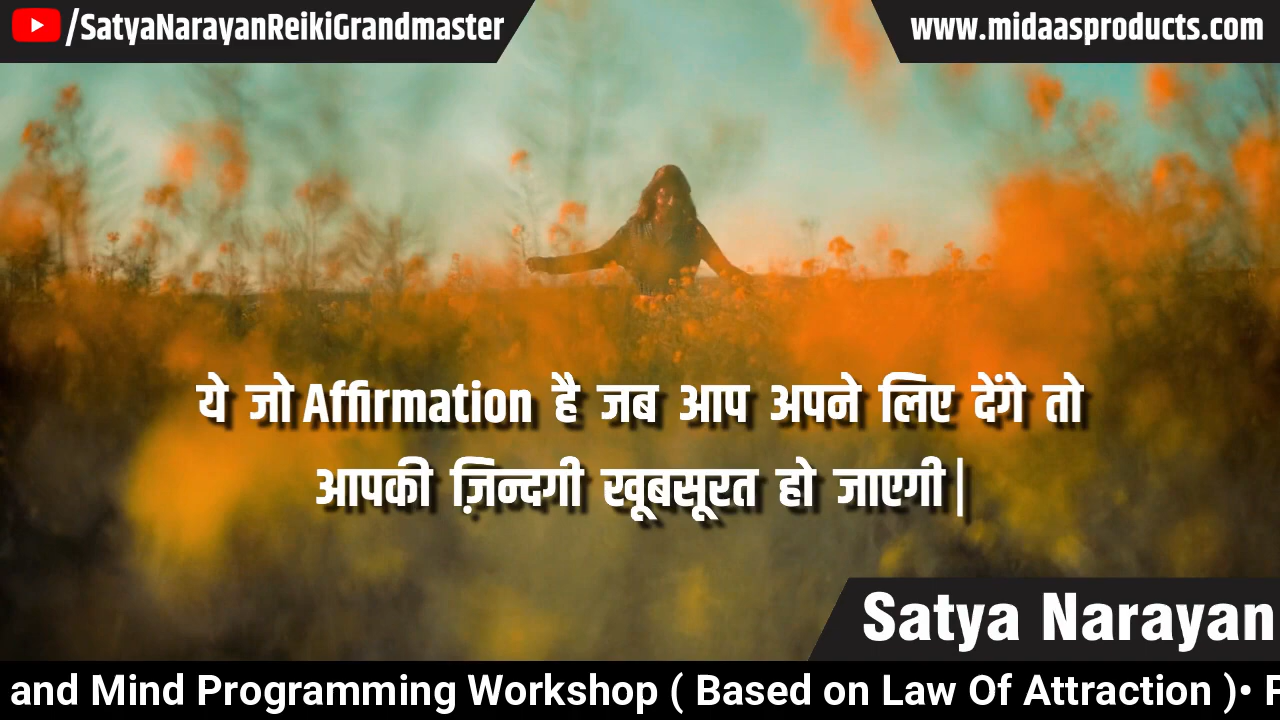 /SatyaNarayanReikiGrandmaster
www.midaasproducts.com
ये जो Affirmation है जब आप अपने लिए देंगे तो
आपकी ज़िन्दगी खूबसूरत हो जाएगी|
Satya Narayan
and Mind Programming Workshop ( Based on Law Of Attraction )•